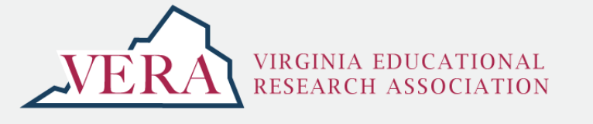 VERA
VIRGINIA EDUCATIONAL
RESEARCH ASSOCIATION